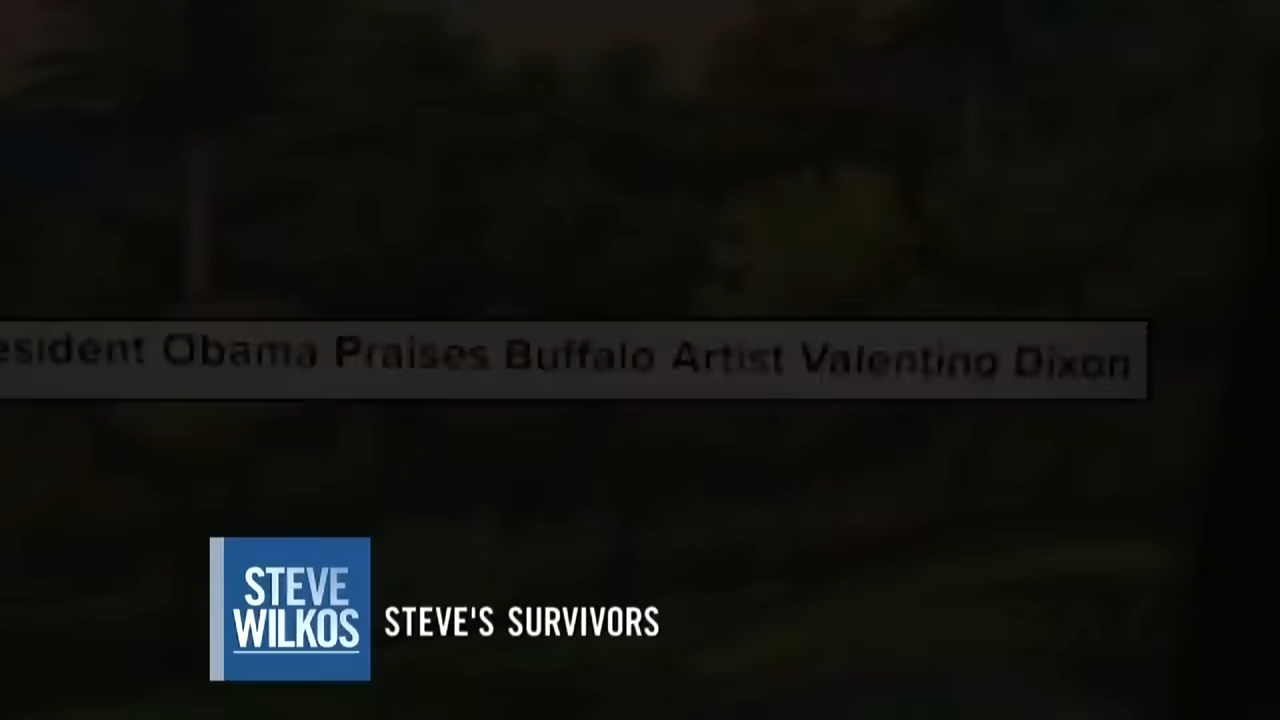 esident Obama Praises Buffalo Artist Valentino Dixon
STEVE
WILKOS
STEVE'S SURVIVORS